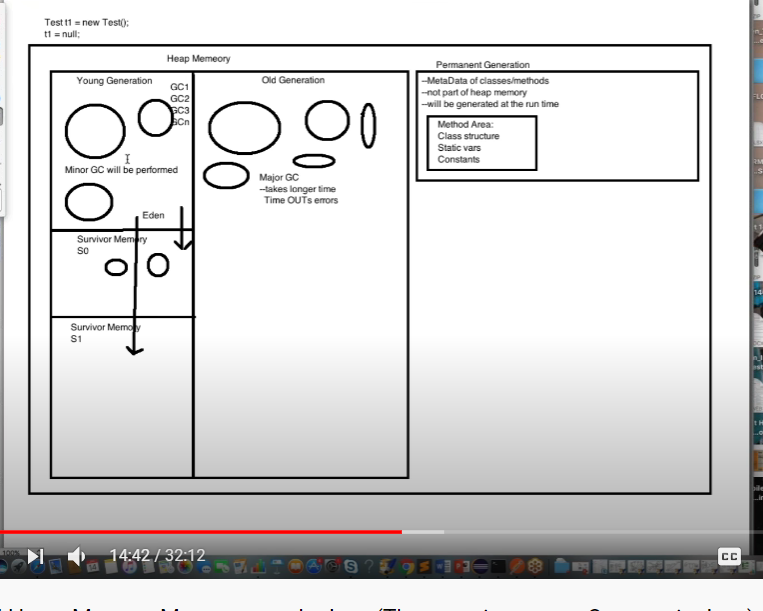 Test t1 = new Test();
t1 = null;
Heap Memeory
Young Generation
GC1
GC2
GC3
GCn
Minor GC will be performed
Eden
Survivor Memory
S0
Survivor Memory
S1
Old Generation
Major GC
--takes longer time
Time OUTs errors
Permanent Generation
--MetaData of classes/methods
--not part of heap memory
--will be generated at the run time
Method Area:
Class structure
Static vars
Constants
14:42 / 32:12
CC